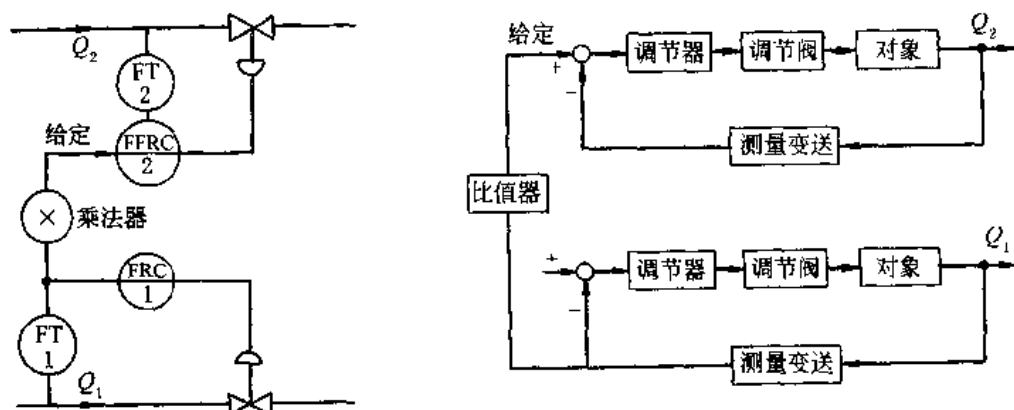 Q2
FT
2
给定
FFRC
2
×
乘法器
FRC
1
FT
1
Q1
给定
+
−
调节器
调节阀
对象
Q2
测量变送
比值器
+
−
调节器
调节阀
对象
Q1
测量变送